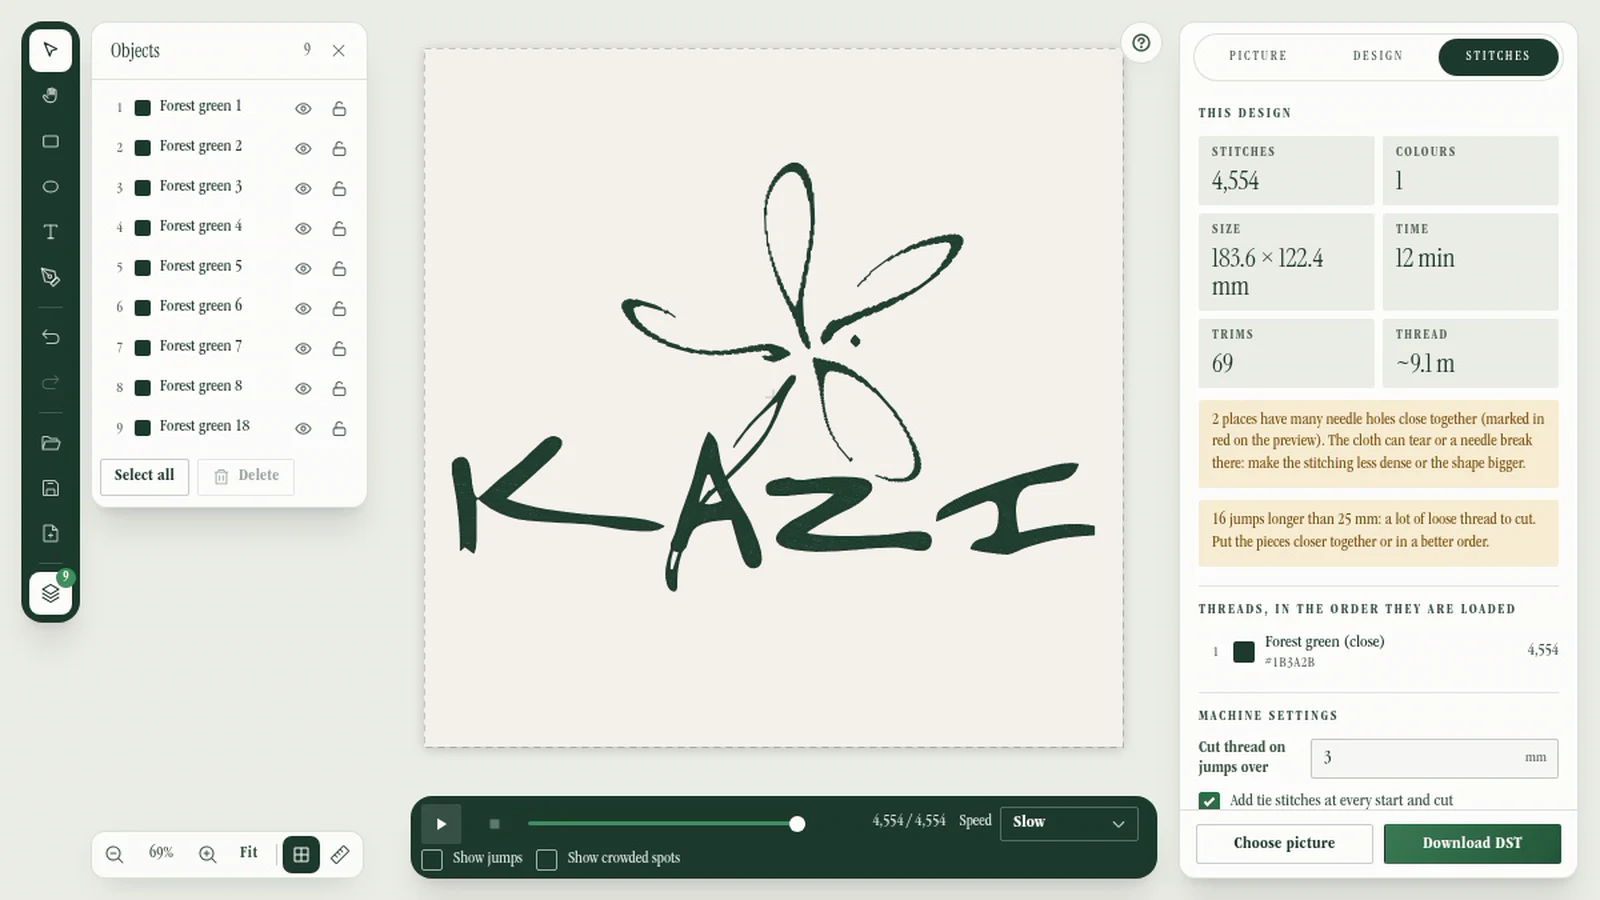 Objects 9
1 Forest green 1
2 Forest green 2
3 Forest green 3
4 Forest green 4
5 Forest green 5
6 Forest green 6
7 Forest green 7
8 Forest green 8
9 Forest green 18
Select all Delete
9
69% Fit
KAZI
4,554 / 4,554 Speed Slow
Show jumps Show crowded spots
PICTURE DESIGN STITCHES
THIS DESIGN
STITCHES
4,554
COLOURS
1
SIZE
183.6 × 122.4
mm
TIME
12 min
TRIMS
69
THREAD
~9.1 m
2 places have many needle holes close together (marked in
red on the preview). The cloth can tear or a needle break
there: make the stitching less dense or the shape bigger.
16 jumps longer than 25 mm: a lot of loose thread to cut.
Put the pieces closer together or in a better order.
THREADS, IN THE ORDER THEY ARE LOADED
1 Forest green (close) 4,554
#1B3A2B
MACHINE SETTINGS
Cut thread on
jumps over
3 mm
Add tie stitches at every start and cut
Choose picture Download DST